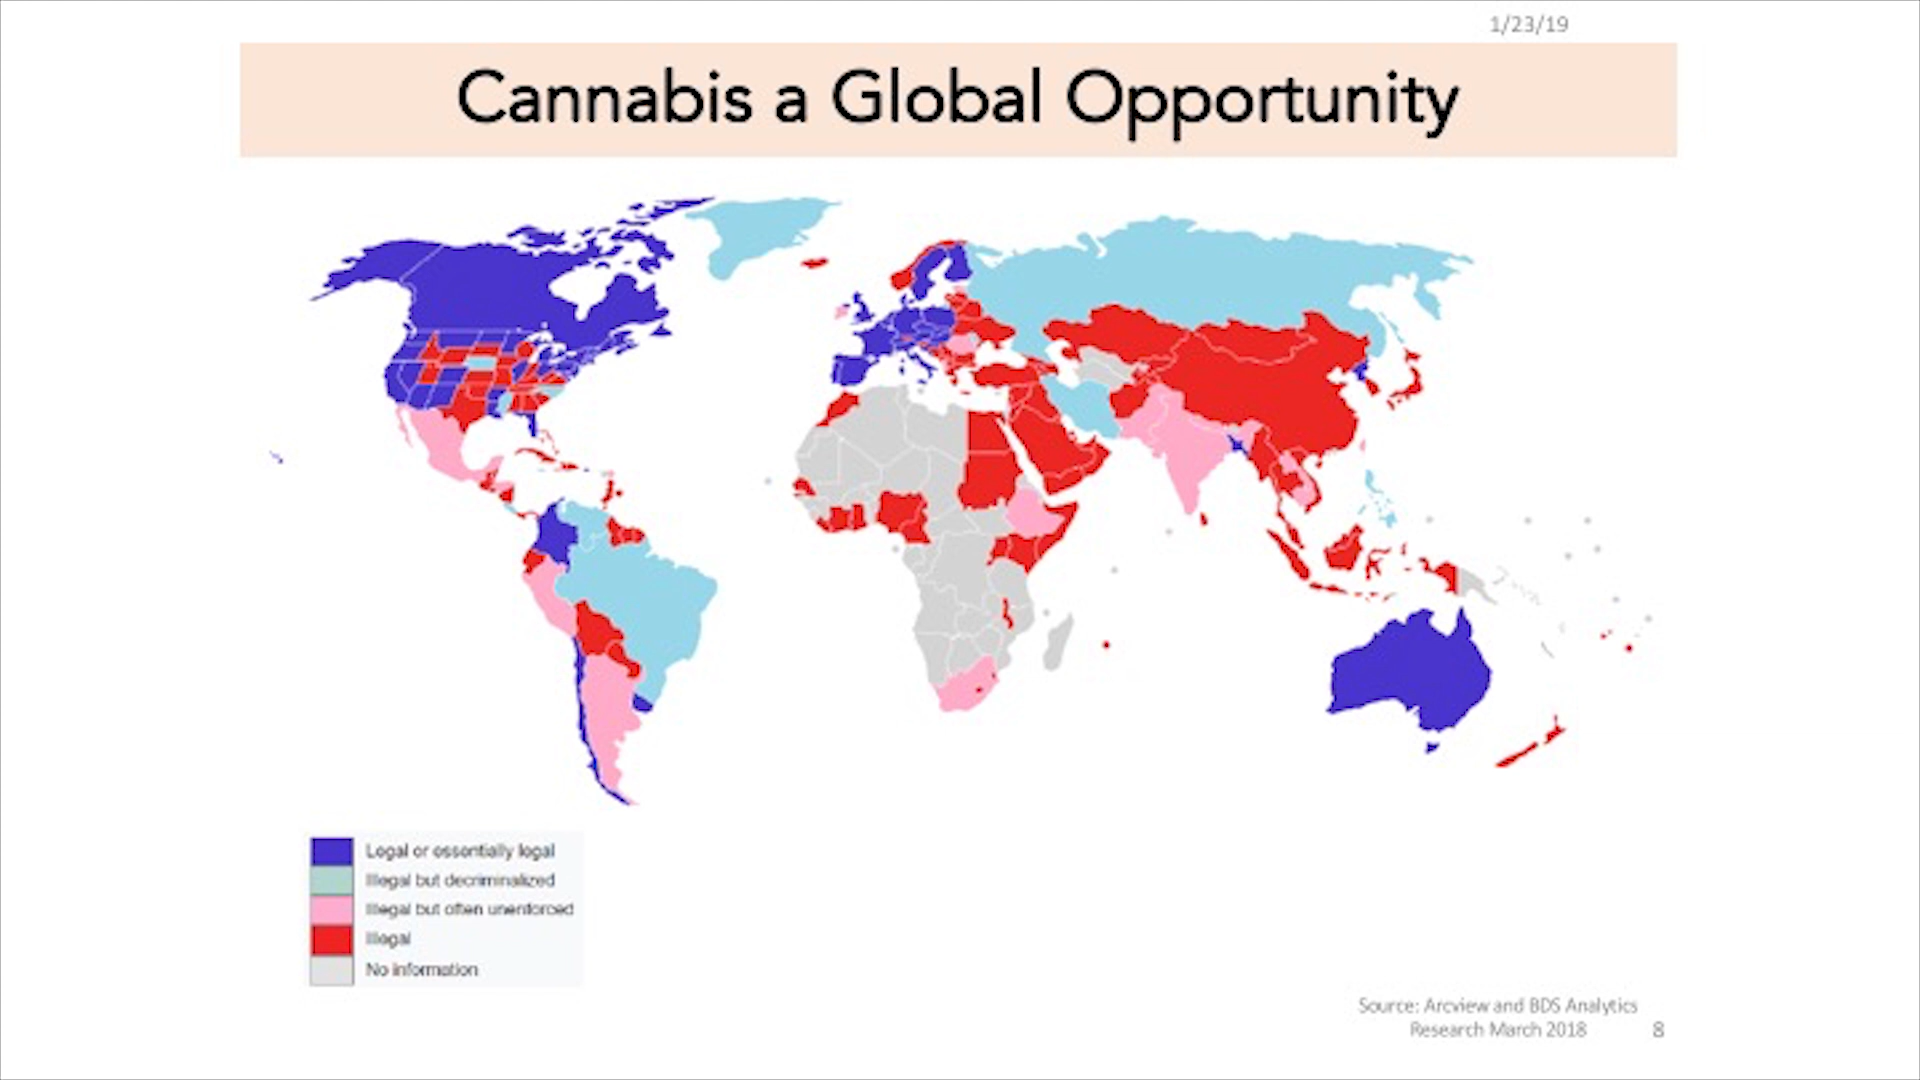 1/23/19
Cannabis a Global Opportunity
Legal or essentially legal
Illegal but decriminalized
Illegal but often unenforced
Illegal
No information
Source: Arcview and BDS Analytics
Research March 2018
8